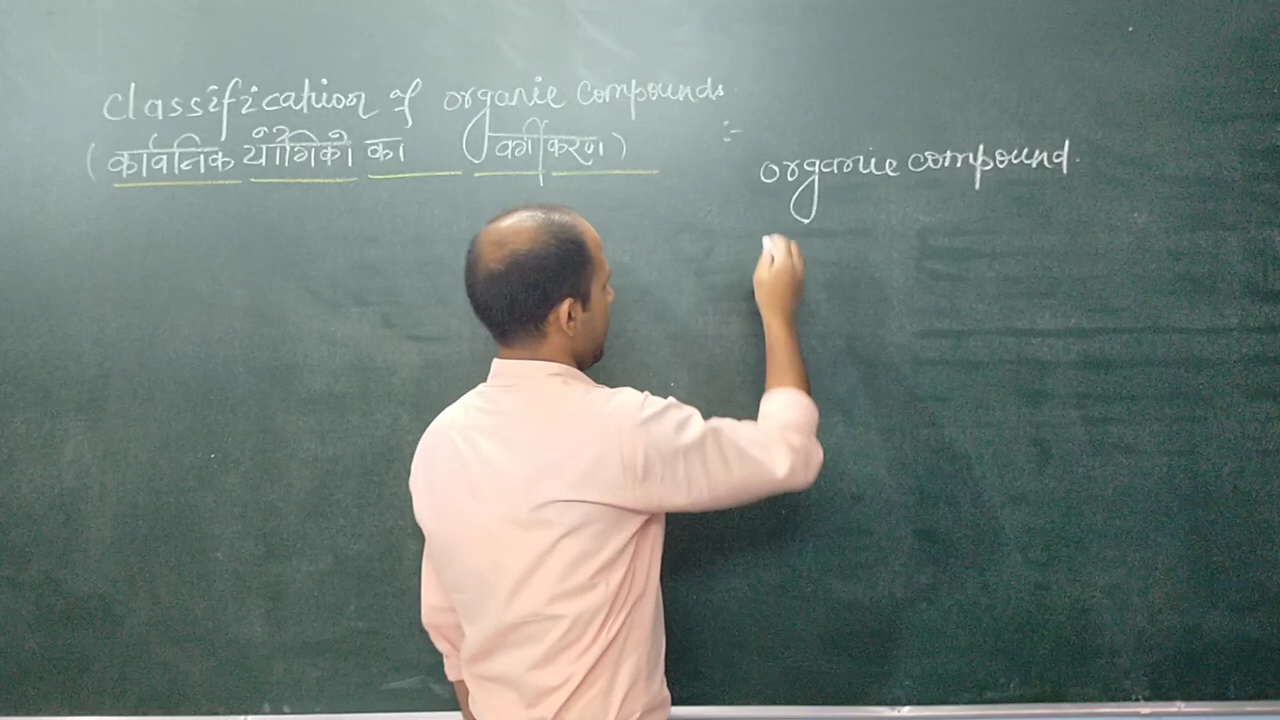 Classification of organic compounds
(कार्बनिक यौगिको का वर्गीकरण) :-
organic compound.